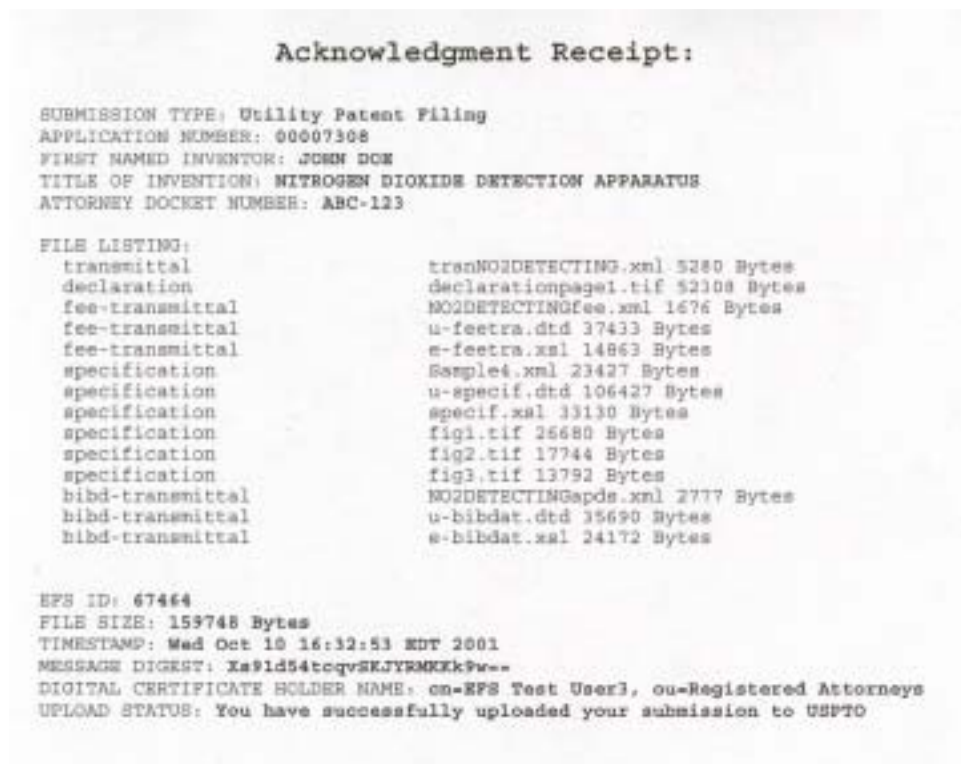 Acknowledgment Receipt:
SUBMISSION TYPE: Utility Patent Filing
APPLICATION NUMBER: 00007308
FIRST NAMED INVENTOR: JOHN DOE
TITLE OF INVENTION: NITROGEN DIOXIDE DETECTION APPARATUS
ATTORNEY DOCKET NUMBER: ABC-123
FILE LISTING:
transmittal tranNO2DETECTING.xml 5280 Bytes
declaration declarationpage1.tif 52308 Bytes
fee-transmittal NO2DETECTINGfee.xml 1676 Bytes
fee-transmittal u-feetra.dtd 37433 Bytes
fee-transmittal e-feetra.xsl 14863 Bytes
specification Sample4.xml 23427 Bytes
specification u-specif.dtd 106427 Bytes
specification specif.xsl 33130 Bytes
specification fig1.tif 26680 Bytes
specification fig2.tif 17744 Bytes
specification fig3.tif 13792 Bytes
bibd-transmittal NO2DETECTINGapds.xml 2777 Bytes
bibd-transmittal u-bibdat.dtd 35690 Bytes
bibd-transmittal e-bibdat.xsl 24172 Bytes
EFS ID: 67464
FILE SIZE: 159748 Bytes
TIMESTAMP: Wed Oct 10 16:32:53 EDT 2001
MESSAGE DIGEST:
DIGITAL CERTIFICATE HOLDER NAME: cn=EFS Test User3, ou=Registered Attorneys
UPLOAD STATUS: You have successfully uploaded your submission to USPTO